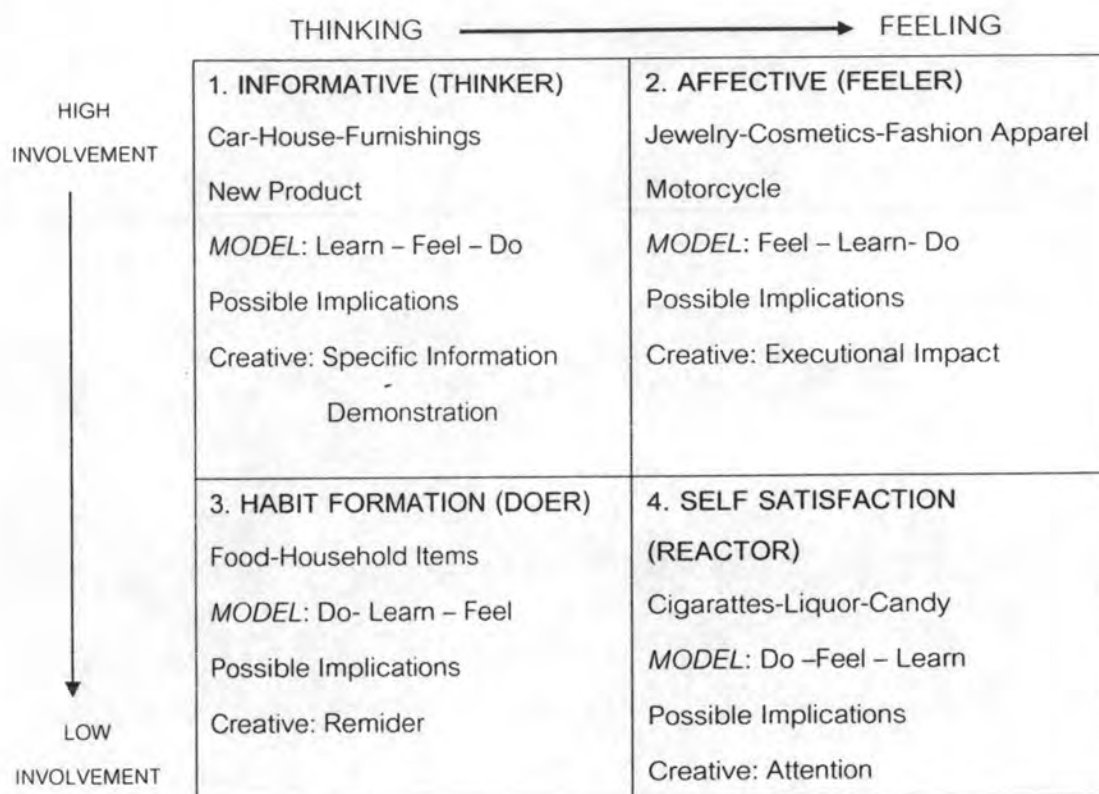 THINKING FEELING
HIGH
INVOLVEMENT
1. INFORMATIVE (THINKER)
Car-House-Furnishings
New Product
MODEL: Learn – Feel – Do
Possible Implications
Creative: Specific Information
Demonstration
2. AFFECTIVE (FEELER)
Jewelry-Cosmetics-Fashion Apparel
Motorcycle
MODEL: Feel – Learn- Do
Possible Implications
Creative: Executional Impact
3. HABIT FORMATION (DOER)
Food-Household Items
MODEL: Do- Learn – Feel
Possible Implications
Creative: Remider
4. SELF SATISFACTION
(REACTOR)
Cigarattes-Liquor-Candy
MODEL: Do –Feel – Learn
Possible Implications
Creative: Attention
LOW
INVOLVEMENT